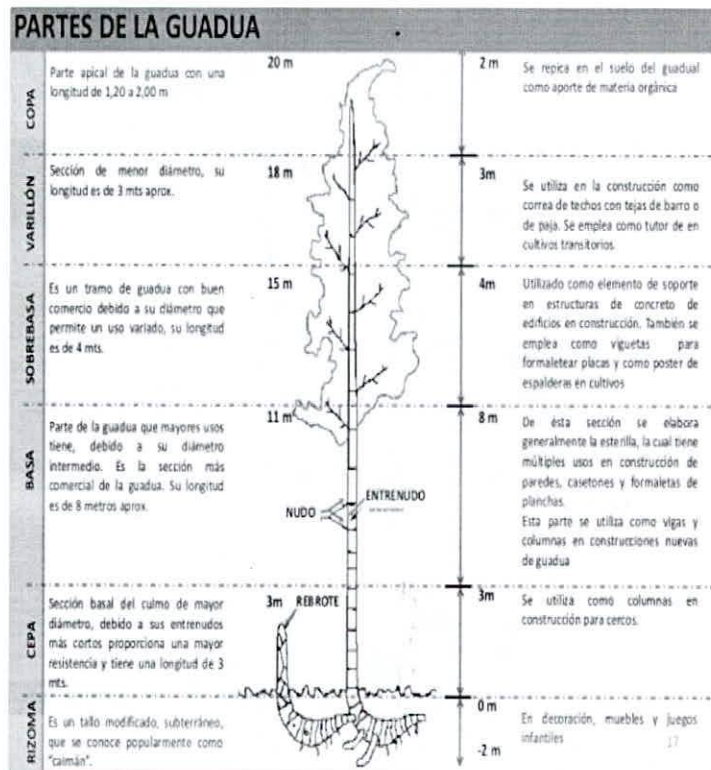 PARTES DE LA GUADUA
COPA
Parte apical de la guadua con una
longitud de 1,20 a 2,00 m
20 m
2 m
Se repica en el suelo del guadual
como aporte de materia orgánica
VARILLÓN
Sección de menor diámetro, su
longitud es de 3 mts aprox.
18 m
3m
Se utiliza en la construcción como
correa de techos con tejas de barro o
de paja. Se emplea como tutor de en
cultivos transitorios.
SOBREBASA
Es un tramo de guadua con buen
comercio debido a su diámetro que
permite un uso variado, su longitud
es de 4 mts.
15 m
4m
Utilizado como elemento de soporte
en estructuras de concreto de
edificios en construcción. También se
emplea como viguetas para
formaletear placas y como poster de
espalderas en cultivos
BASA
Parte de la guadua que mayores usos
tiene, debido a su diámetro
intermedio. Es la sección más
comercial de la guadua. Su longitud
es de 8 metros aprox.
11 m
8 m
NUDO
ENTRENUDO
De ésta sección se elabora
generalmente la esterilla, la cual tiene
múltiples usos en construcción de
paredes, casetones y formaletas de
planchas.
Esta parte se utiliza como vigas y
columnas en construcciones nuevas
de guadua
CEPA
Sección basal del culmo de mayor
diámetro, debido a sus entrenudos
más cortos proporciona una mayor
resistencia y tiene una longitud de 3
mts.
3m
REBROTE
3m
Se utiliza como columnas en
construcción para cercos.
RIZOMA
Es un tallo modificado, subterráneo,
que se conoce popularmente como
"caimán".
0 m
-2 m
En decoración, muebles y juegos
infantiles
17